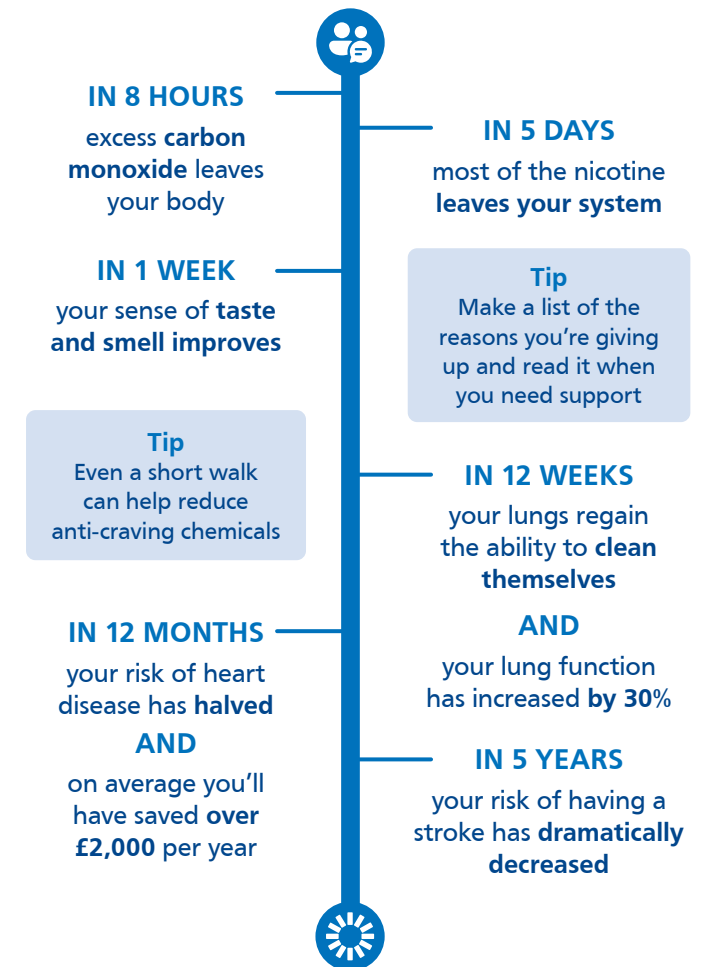 IN 8 HOURS
excess carbon
monoxide leaves
your body
IN 5 DAYS
most of the nicotine
leaves your system
IN 1 WEEK
your sense of taste
and smell improves
Tip
Make a list of the
reasons you’re giving
up and read it when
you need support
Tip
Even a short walk
can help reduce
anti-craving chemicals
IN 12 WEEKS
your lungs regain
the ability to clean
themselves
AND
your lung function
has increased by 30%
IN 12 MONTHS
your risk of heart
disease has halved
AND
on average you’ll
have saved over
£2,000 per year
IN 5 YEARS
your risk of having a
stroke has dramatically
decreased